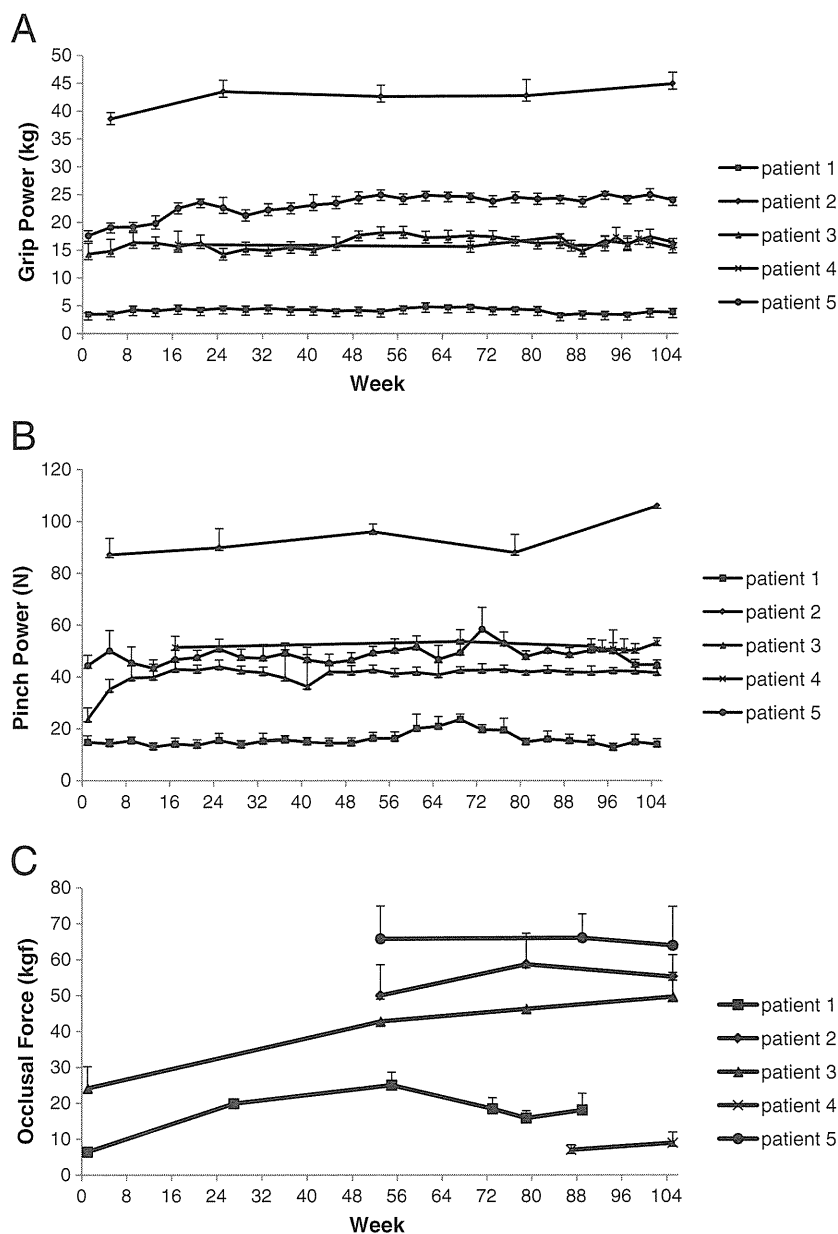 A
Grip Power (kg)
50
45
40
35
30
25
20
15
10
5
0
0 8 16 24 32 40 48 56 64 72 80 88 96 104
Week
patient 1
patient 2
patient 3
patient 4
patient 5
B
Pinch Power (N)
120
100
80
60
40
20
0
0 8 16 24 32 40 48 56 64 72 80 88 96 104
patient 1
patient 2
patient 3
patient 4
patient 5
C
Occlusal Force (kgf)
80
70
60
50
40
30
20
10
0
0 8 16 24 32 40 48 56 64 72 80 88 96 104
Week
patient 1
patient 2
patient 3
patient 4
patient 5